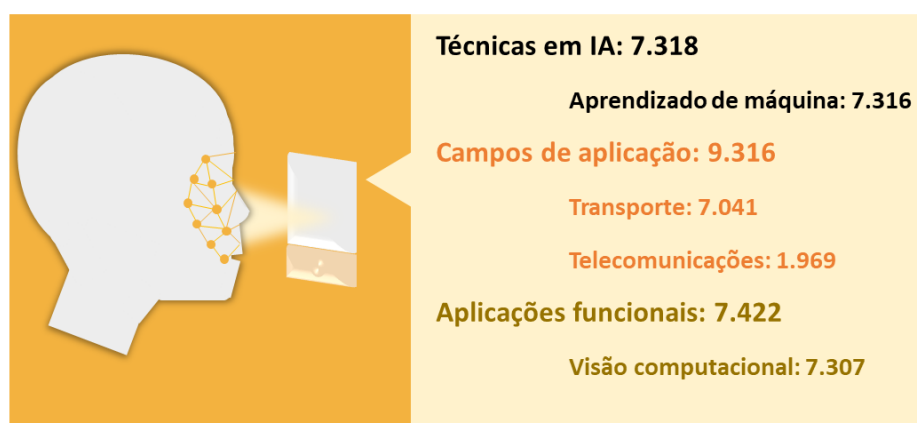 Técnicas em IA: 7.318
Aprendizado de máquina: 7.316
Campos de aplicação: 9.316
Transporte: 7.041
Telecomunicações: 1.969
Aplicações funcionais: 7.422
Visão computacional: 7.307